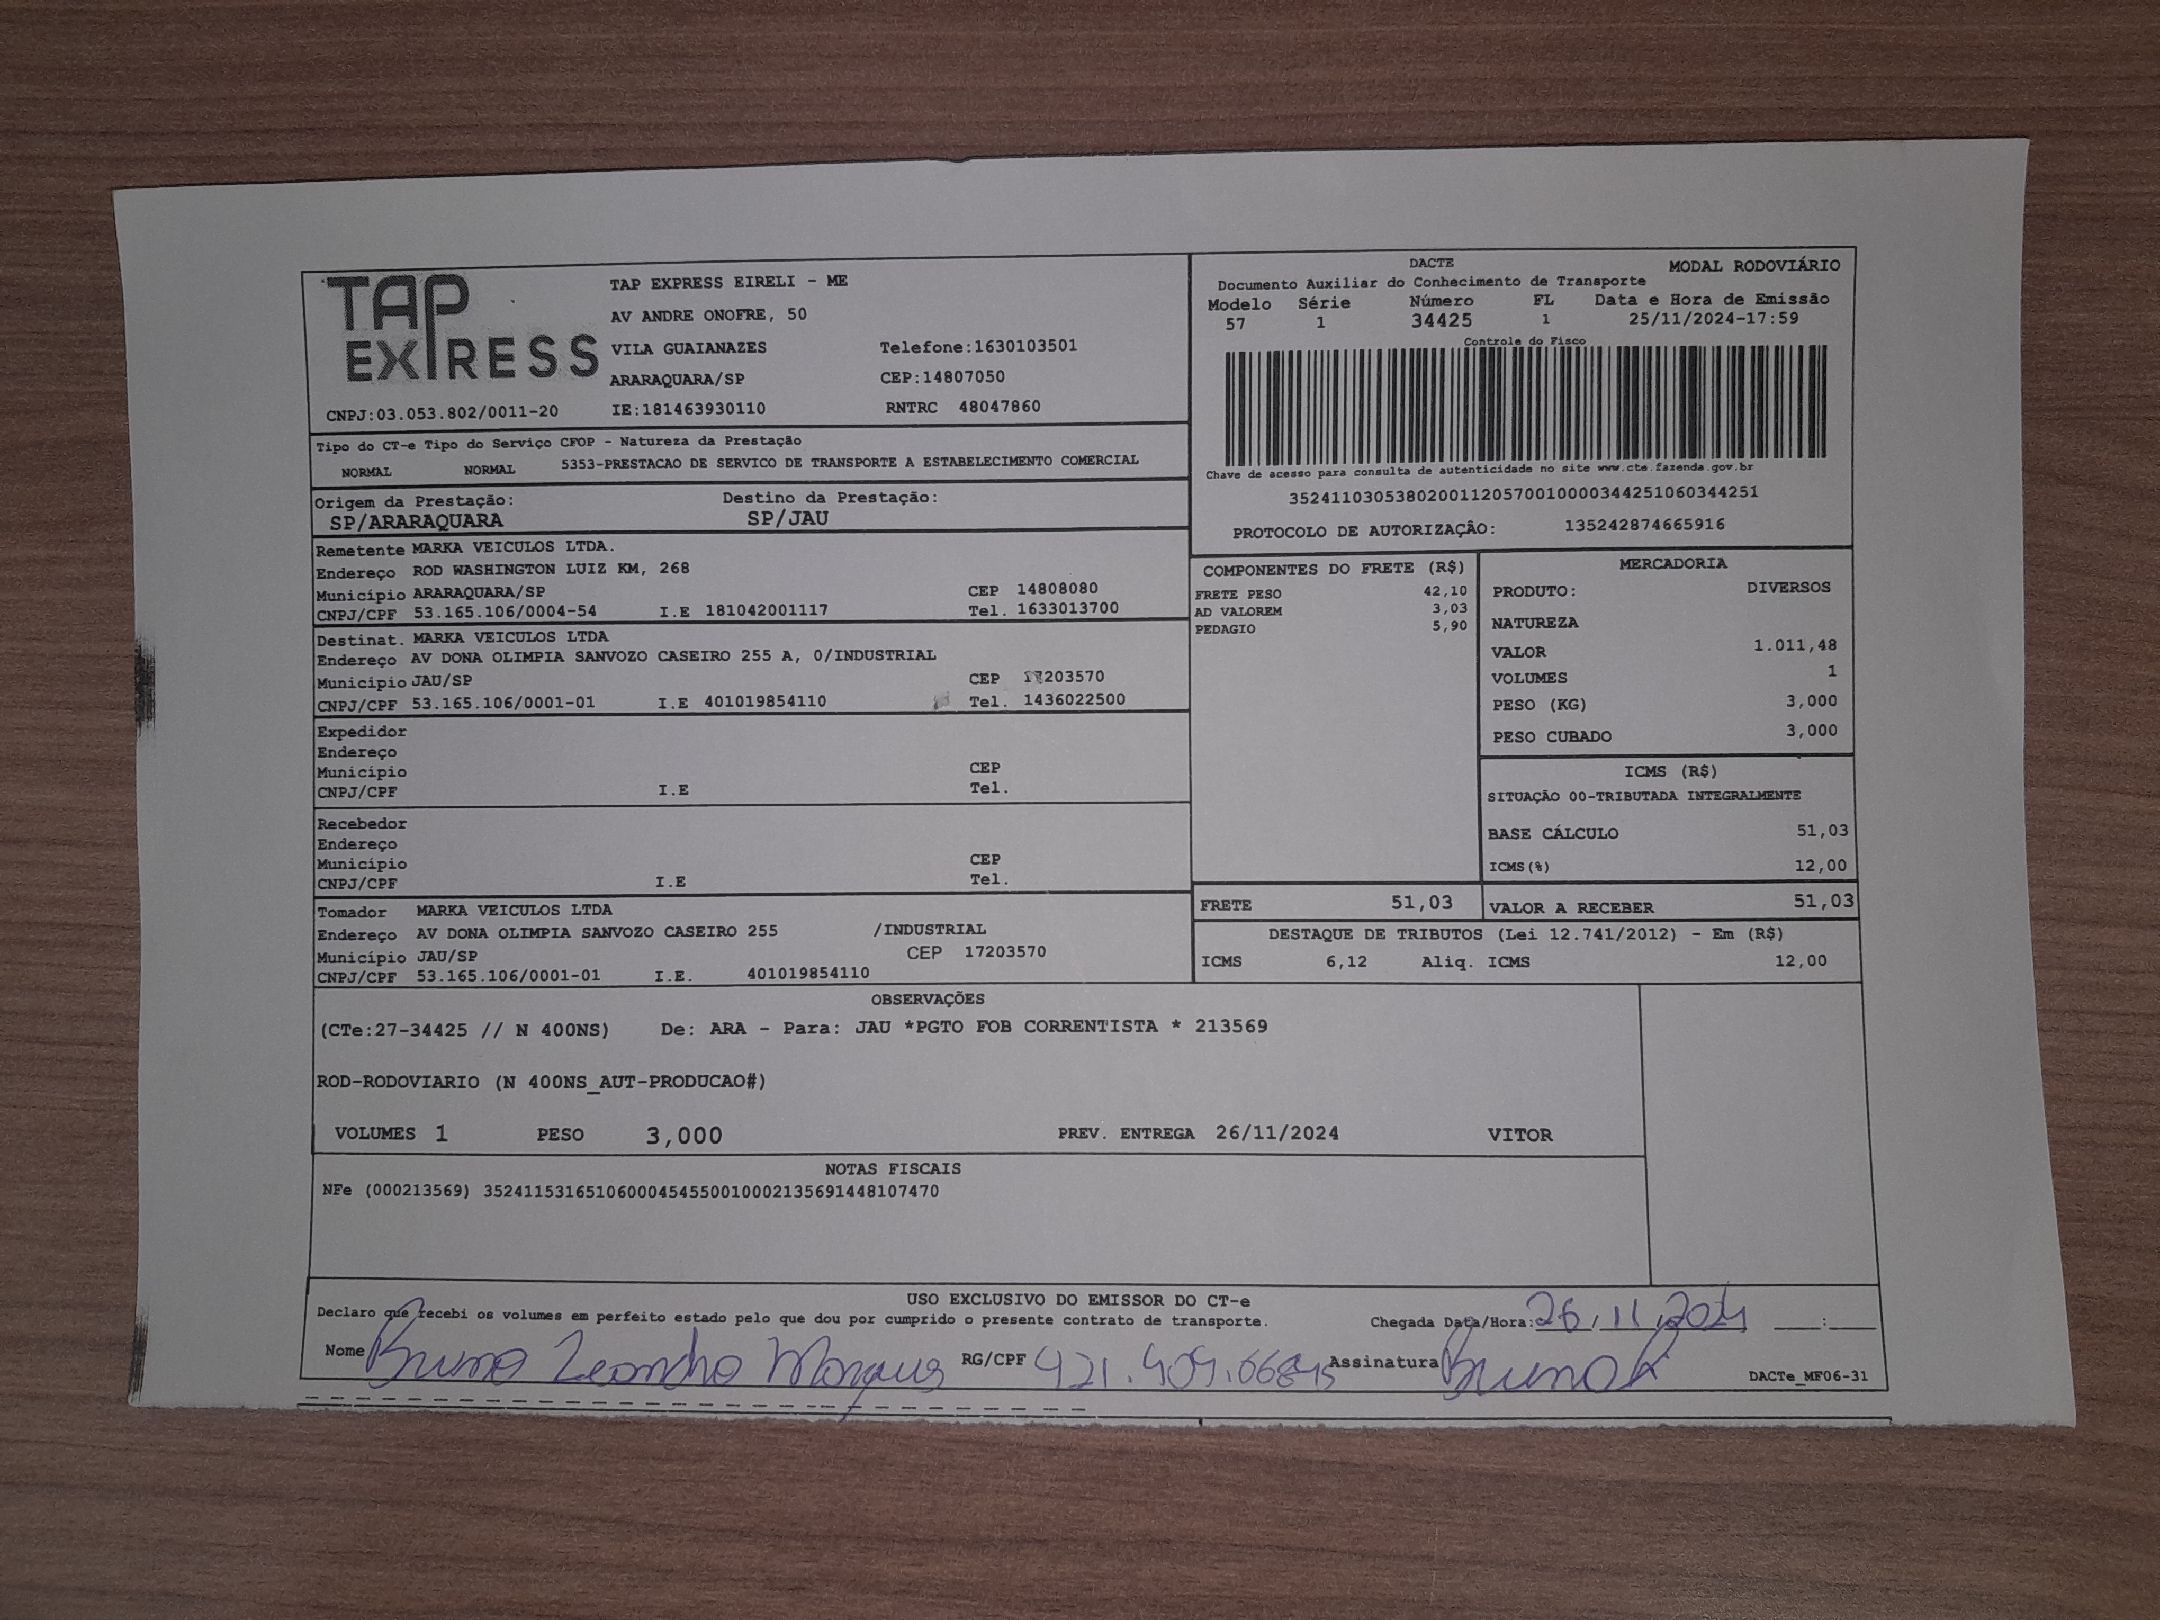 TAP EXPRESS
TAP EXPRESS EIRELI - ME
AV ANDRE ONOFRE, 50
VILA GUAIANAZES Telefone:1630103501
ARARAQUARA/SP CEP:14807050
CNPJ:03.053.802/0011-20 IE:181463930110 RNTRC 48047860
DACTE MODAL RODOVIÁRIO
Documento Auxiliar do Conhecimento de Transporte
Modelo Série Número FL Data e Hora de Emissão
57 1 34425 1 25/11/2024-17:59
Controle do Fisco
Chave de acesso para consulta de autenticidade no site www.cte.fazenda.gov.br
35241103053802001120570010000344251060344251
PROTOCOLO DE AUTORIZAÇÂO: 135242874665916
Tipo do CT-e Tipo do Serviço CFOP - Natureza da Prestação
NORMAL NORMAL 5353-PRESTACAO DE SERVICO DE TRANSPORTE A ESTABELECIMENTO COMERCIAL
Origem da Prestação: Destino da Prestação:
SP/ARARAQUARA SP/JAU
Remetente MARKA VEICULOS LTDA.
Endereço ROD WASHINGTON LUIZ KM, 268
Município ARARAQUARA/SP CEP 14808080
CNPJ/CPF 53.165.106/0004-54 I.E 181042001117 Tel. 1633013700
Destinat. MARKA VEICULOS LTDA
Endereço AV DONA OLIMPIA SANVOZO CASEIRO 255 A, 0/INDUSTRIAL
Município JAU/SP CEP 17203570
CNPJ/CPF 53.165.106/0001-01 I.E 401019854110 Tel. 1436022500
Expedidor
Endereço
Município CEP
CNPJ/CPF I.E Tel.
Recebedor
Endereço
Município CEP
CNPJ/CPF I.E Tel.
Tomador MARKA VEICULOS LTDA
Endereço AV DONA OLIMPIA SANVOZO CASEIRO 255 /INDUSTRIAL
Município JAU/SP CEP 17203570
CNPJ/CPF 53.165.106/0001-01 I.E. 401019854110
COMPONENTES DO FRETE (R$)
FRETE PESO 42,10
AD VALOREM 3,03
PEDAGIO 5,90
MERCADORIA
PRODUTO: DIVERSOS
NATUREZA
VALOR 1.011,48
VOLUMES 1
PESO (KG) 3,000
PESO CUBADO 3,000
ICMS (R$)
SITUAÇÃO 00-TRIBUTADA INTEGRALMENTE
BASE CÁLCULO 51,03
ICMS(%) 12,00
FRETE 51,03 VALOR A RECEBER 51,03
DESTAQUE DE TRIBUTOS (Lei 12.741/2012) - Em (R$)
ICMS 6,12 Aliq. ICMS 12,00
OBSERVAÇÕES
(CTe:27-34425 // N 400NS) De: ARA - Para: JAU *PGTO FOB CORRENTISTA * 213569
ROD-RODOVIARIO (N 400NS_AUT-PRODUCAO#)
VOLUMES 1 PESO 3,000 PREV. ENTREGA 26/11/2024 VITOR
NOTAS FISCAIS
NFe (000213569) 35241153165106000454550010002135691448107470
USO EXCLUSIVO DO EMISSOR DO CT-e
Declaro que recebi os volumes em perfeito estado pelo que dou por cumprido o presente contrato de transporte. Chegada Data/Hora: 26/11/2024 __:__
Nome Bruno Leandro Marques RG/CPF Assinatura
DACTe_MF06-31